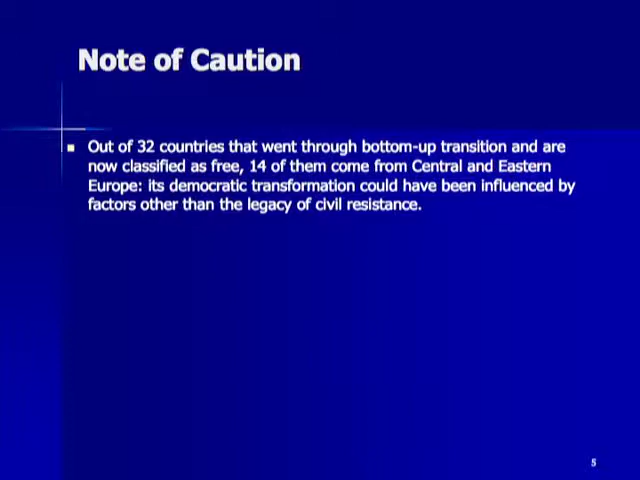 Note of Caution
Out of 32 countries that went through bottom-up transition and are
now classified as free, 14 of them come from Central and Eastern
Europe: its democratic transformation could have been influenced by
factors other than the legacy of civil resistance.
5